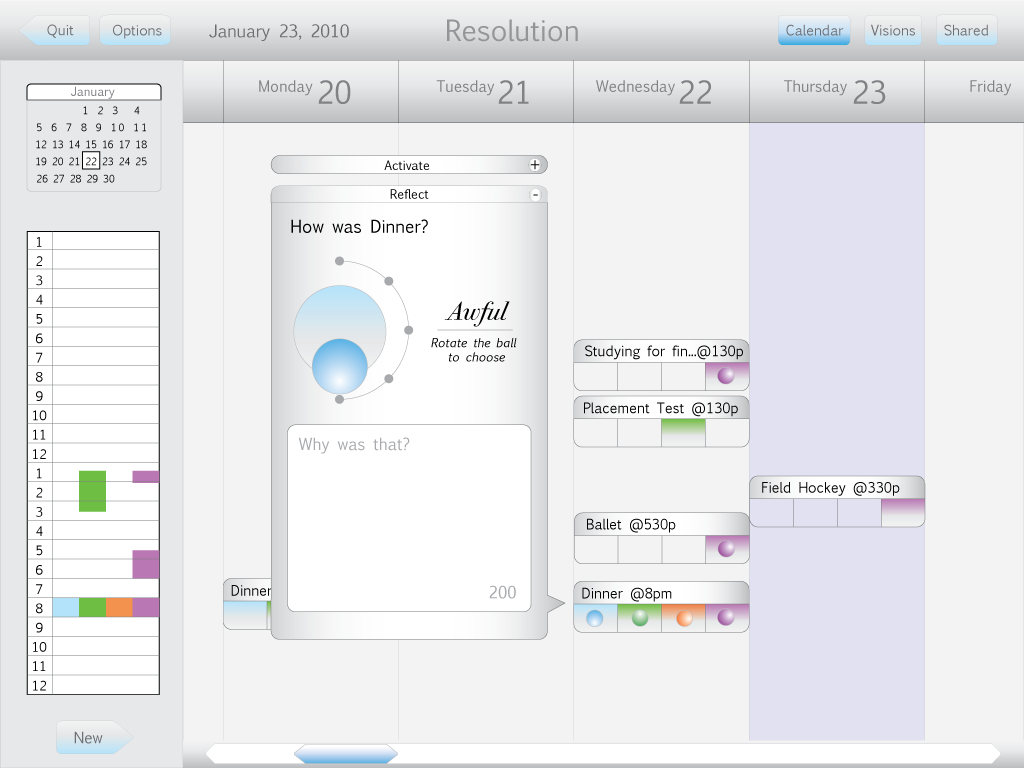 Quit
Options
January 23, 2010
Resolution
Calendar
Visions
Shared
Monday 20
Tuesday 21
Wednesday 22
Thursday 23
Friday
January
1 2 3 4
5 6 7 8 9 10 11
12 13 14 15 16 17 18
19 20 21 22 23 24 25
26 27 28 29 30
1
2
3
4
5
6
7
8
9
10
11
12
1
2
3
4
5
6
7
8
9
10
11
12
New
Activate +
Reflect -
How was Dinner?
Awful
Rotate the ball
to choose
Why was that?
200
Dinner
Studying for fin...@130p
Placement Test @130p
Ballet @530p
Dinner @8pm
Field Hockey @330p